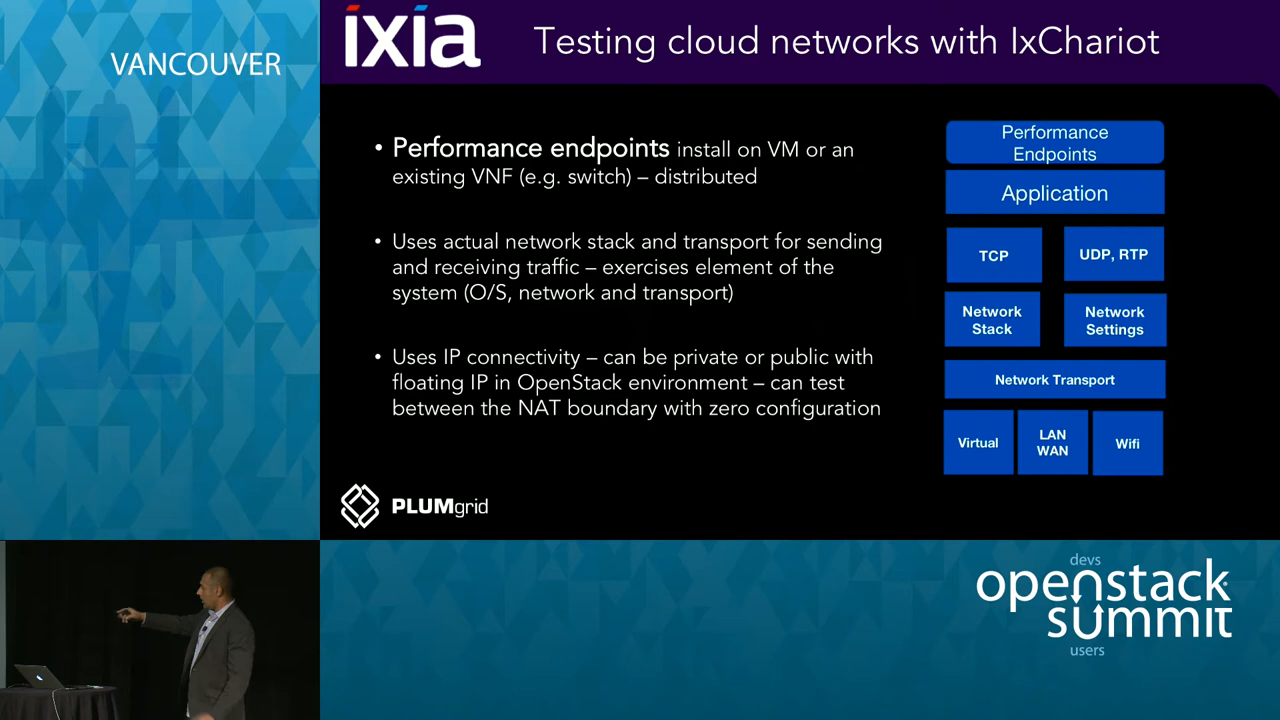 VANCOUVER
ixia
Testing cloud networks with IxChariot
• Performance endpoints install on VM or an
existing VNF (e.g. switch) – distributed
• Uses actual network stack and transport for sending
and receiving traffic – exercises element of the
system (O/S, network and transport)
• Uses IP connectivity – can be private or public with
floating IP in OpenStack environment – can test
between the NAT boundary with zero configuration
Performance
Endpoints
Application
TCP
UDP, RTP
Network
Stack
Network
Settings
Network Transport
Virtual
LAN
WAN
Wifi
PLUMgrid
devs
openstack
summit
users